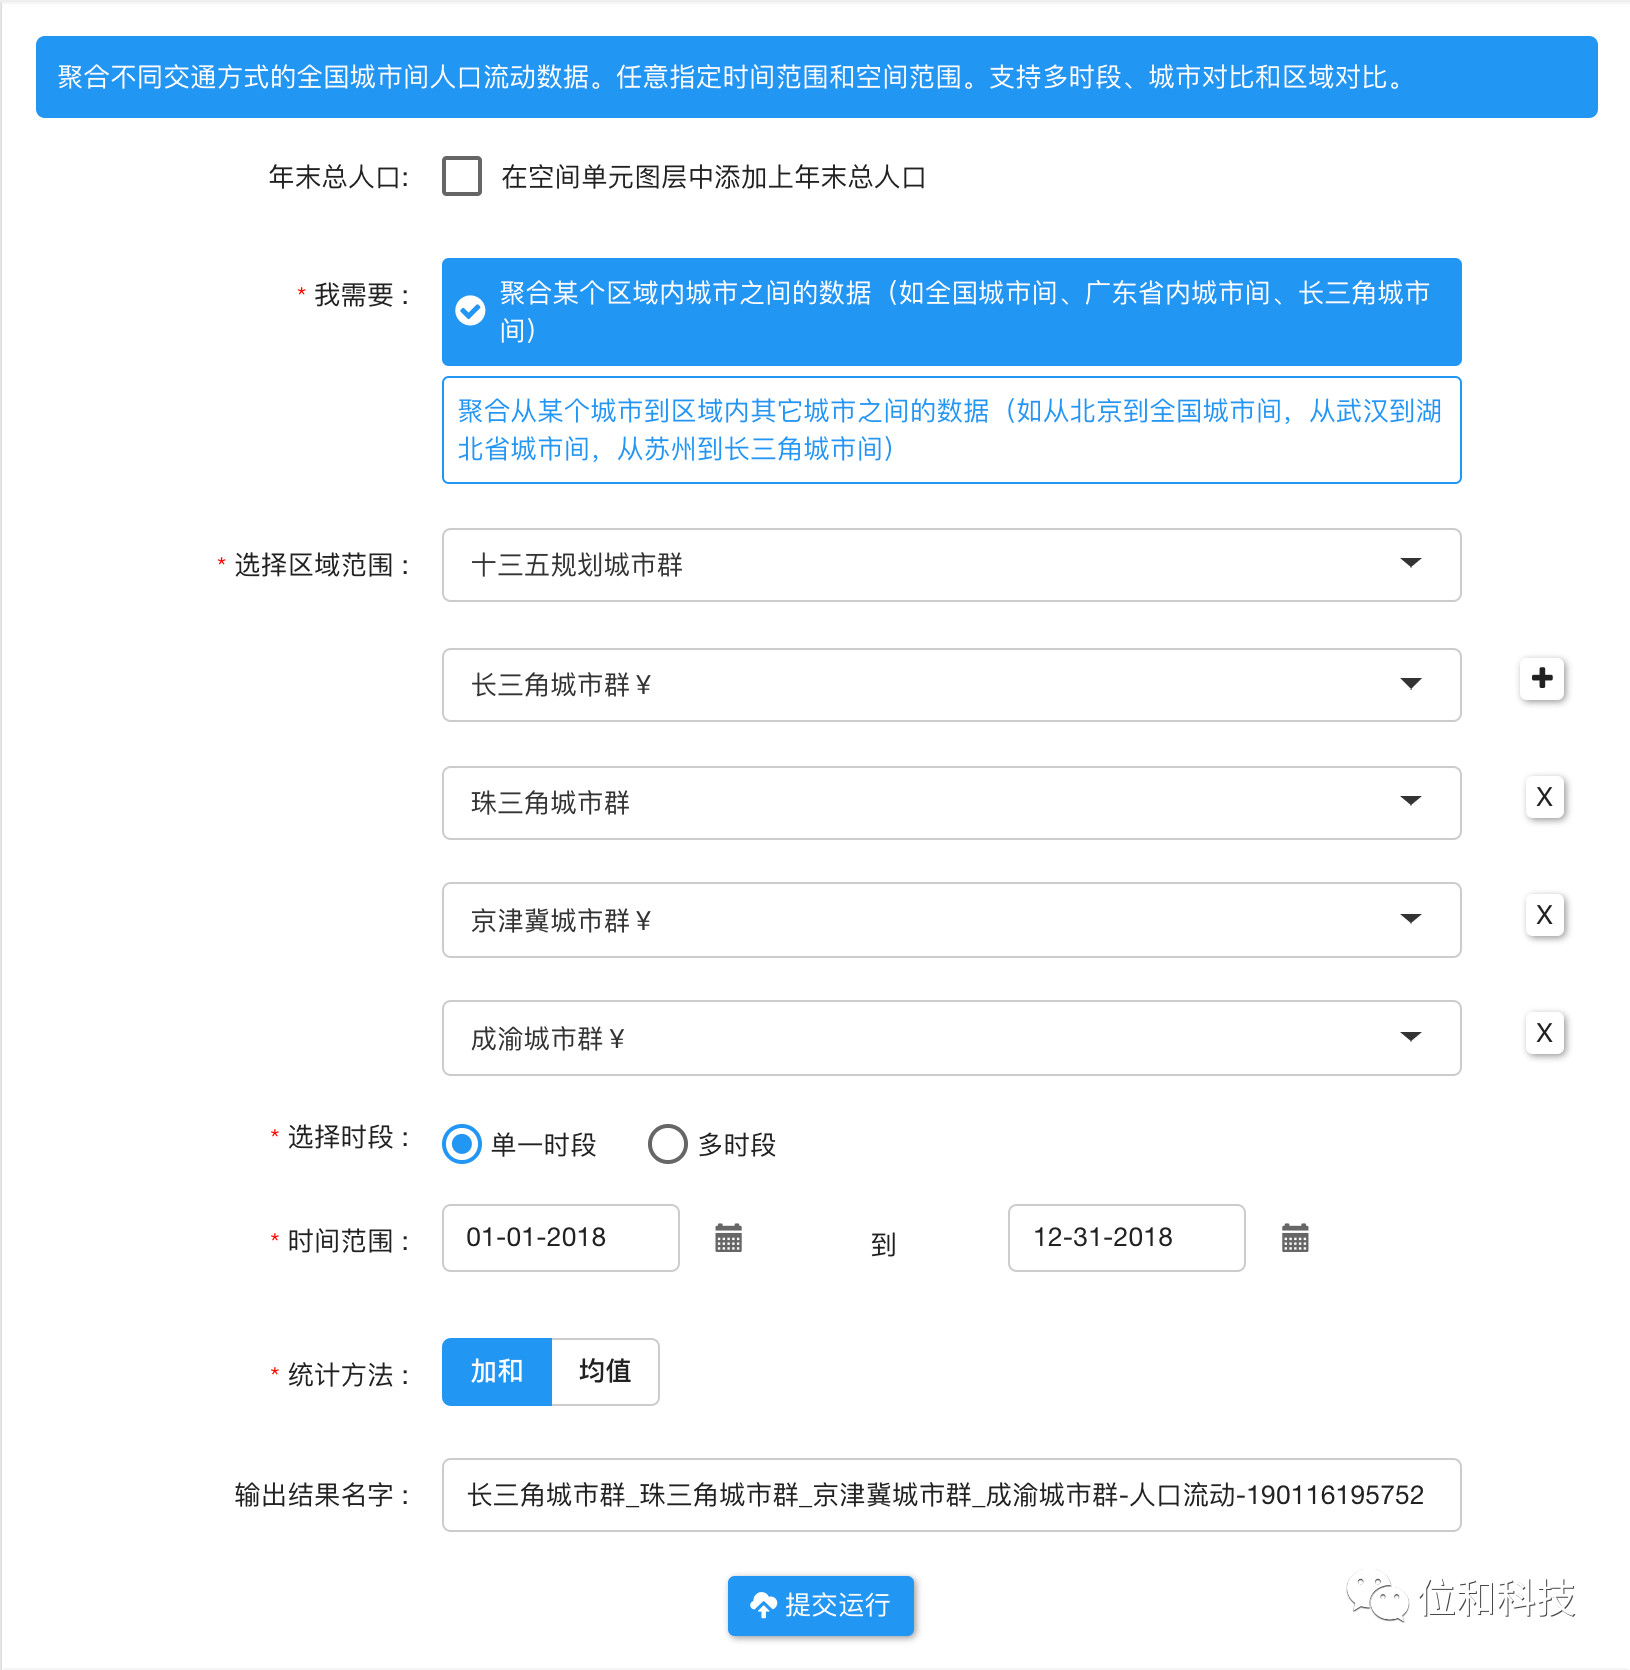 聚合不同交通方式的全国城市间人口流动数据。任意指定时间范围和空间范围。支持多时段、城市对比和区域对比。
年末总人口: 在空间单元图层中添加上年末总人口
* 我需要 : 聚合某个区域内城市之间的数据（如全国城市间、广东省内城市间、长三角城市
间）
聚合从某个城市到区域内其它城市之间的数据（如从北京到全国城市间，从武汉到湖
北省城市间，从苏州到长三角城市间）
* 选择区域范围 : 十三五规划城市群
长三角城市群 ¥
珠三角城市群 X
京津冀城市群 ¥ X
成渝城市群 ¥ X
* 选择时段 : 单一时段 多时段
* 时间范围 : 01-01-2018 到 12-31-2018
* 统计方法 : 加和 均值
输出结果名字 : 长三角城市群_珠三角城市群_京津冀城市群_成渝城市群-人口流动-190116195752
提交运行
位和科技